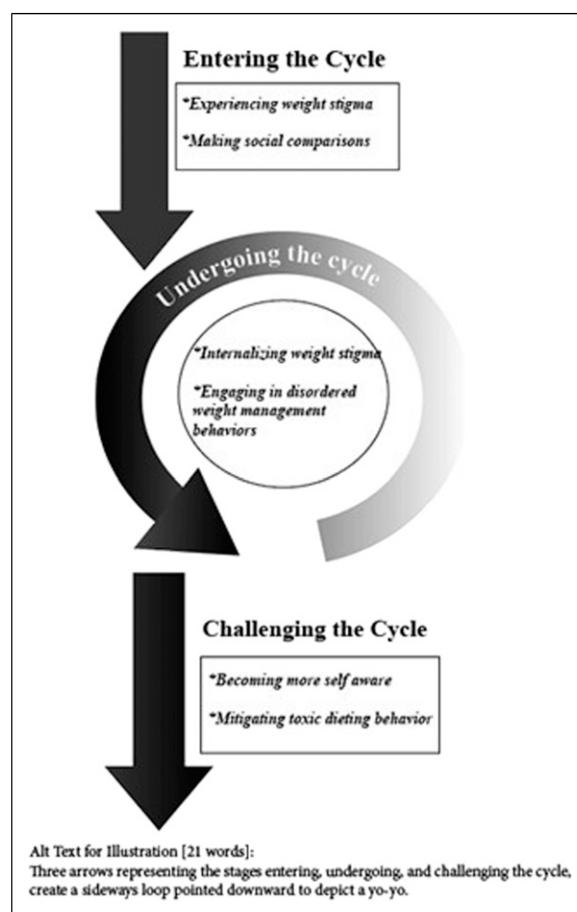 Entering the Cycle
*Experiencing weight stigma
*Making social comparisons
Undergoing the cycle
*Internalizing weight stigma
*Engaging in disordered
weight management
behaviors
Challenging the Cycle
*Becoming more self aware
*Mitigating toxic dieting behavior
Alt Text for Illustration [21 words]:
Three arrows representing the stages entering, undergoing, and challenging the cycle,
create a sideways loop pointed downward to depict a yo-yo.